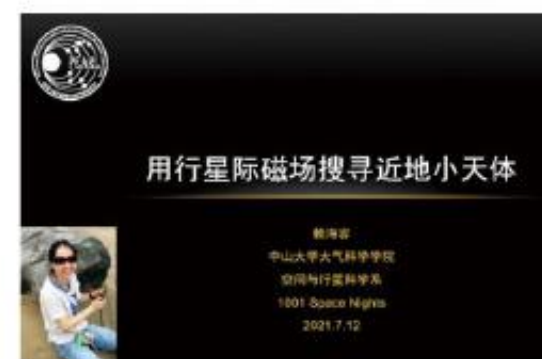 用行星际磁场搜寻近地小天体
赖海容
中山大学大气科学学院
空间与行星科学系
1001 Space Nights
2021.7.12